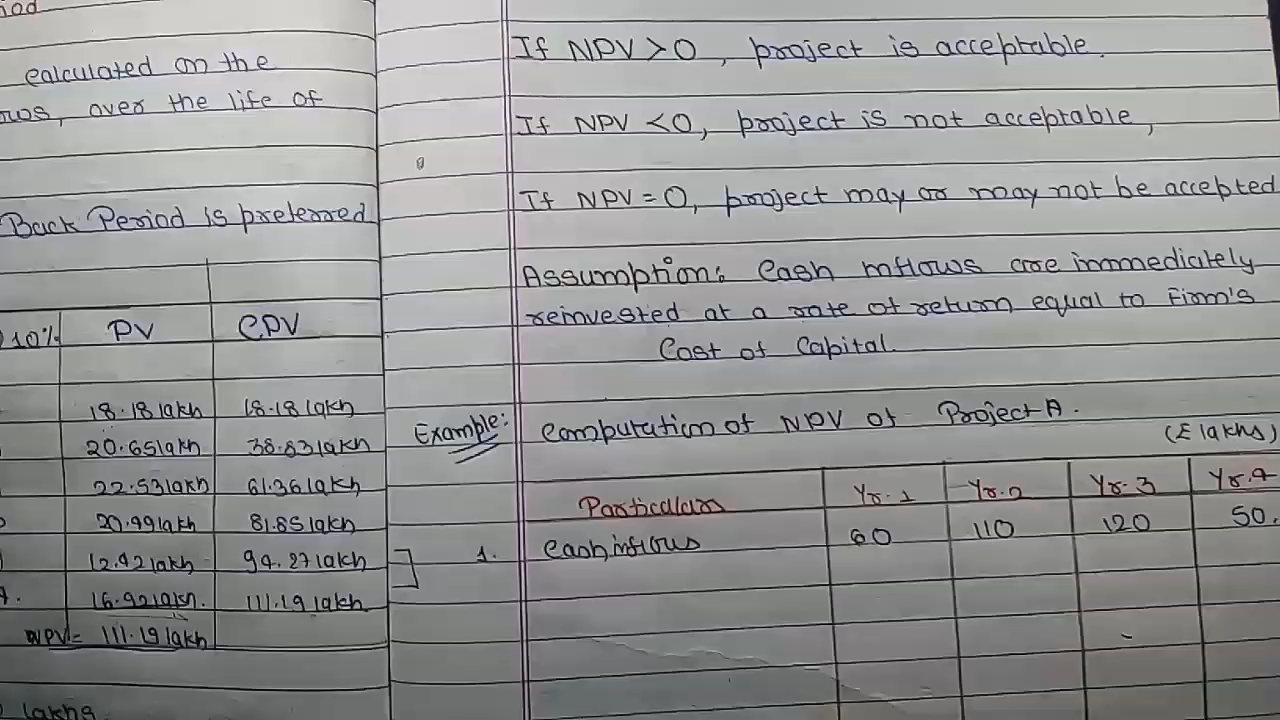 iod
calculated on the
ows, over the life of
Back Period is preferred
10% PV CPV
18.18 lakh 18.18 lakh
20.65 lakh 38.83 lakh
22.53 lakh 61.36 lakh
20.49 lakh 81.85 lakh
12.42 lakh 94.27 lakh
16.92 lakh. 111.19 lakh
NPV = 111.19 lakh
lakhs
If NPV > 0, project is acceptable.
If NPV < 0, project is not acceptable,
If NPV = 0, project may or may not be accepted
Assumption: Cash inflows are immediately
reinvested at a rate of return equal to Firm's
Cost of Capital.
Example: Computation of NPV of Project A.
(£ lakhs)
Particulars Yr.1 Yr.2 Yr.3 Yr.4
1. Cash inflows 60 110 120 50.